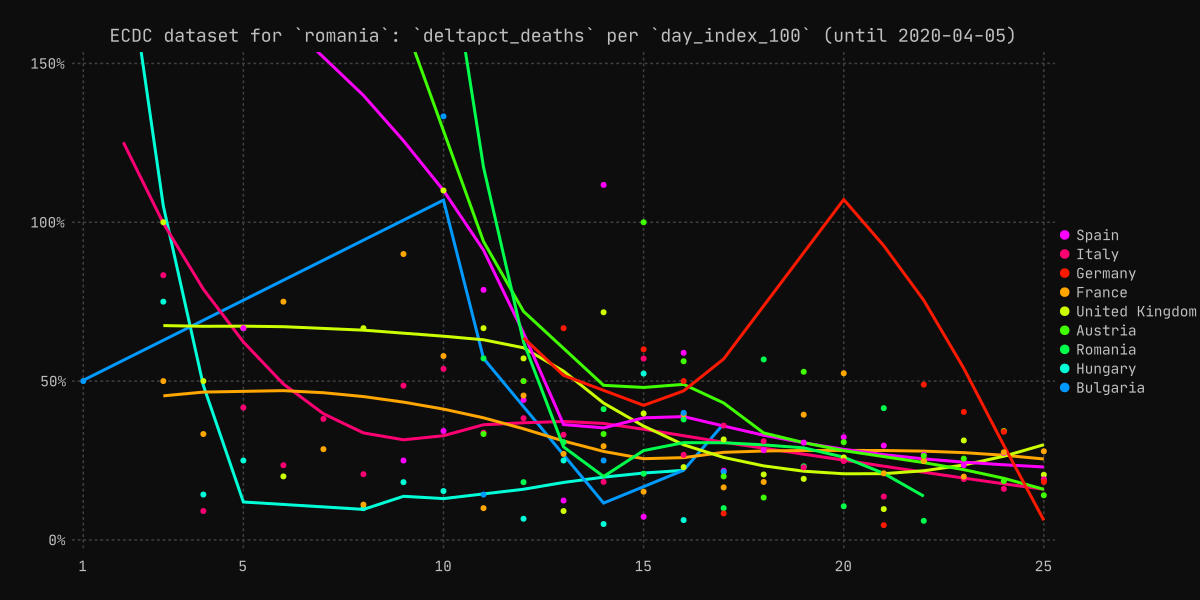 ECDC dataset for `romania`: `deltapct_deaths` per `day_index_100` (until 2020-04-05)
150%
100%
50%
0%
1 5 10 15 20 25
Spain
Italy
Germany
France
United Kingdom
Austria
Romania
Hungary
Bulgaria